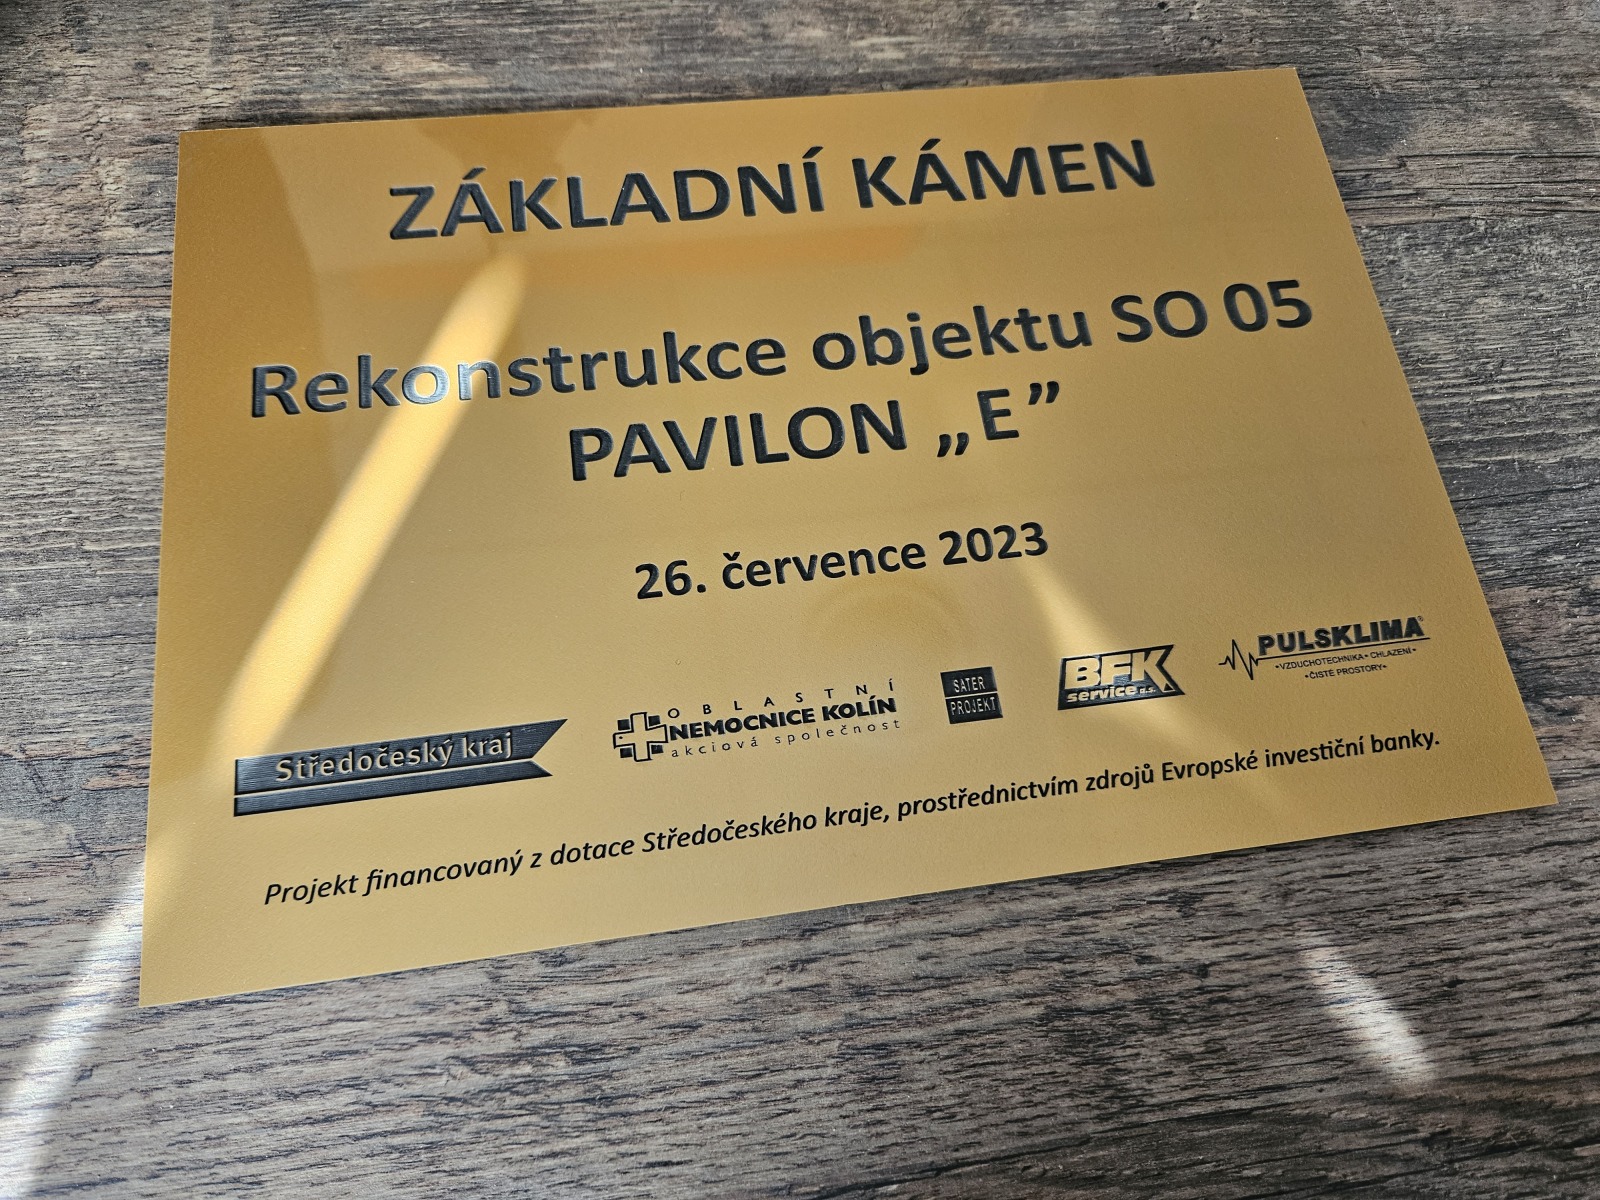 ZÁKLADNÍ KÁMEN
Rekonstrukce objektu SO 05
PAVILON „E”
26. července 2023
Středočeský kraj
OBLASTNÍ
NEMOCNICE KOLÍN
akciová společnost
SATER
PROJEKT
BFK
service a.s.
PULSKLIMA®
•VZDUCHOTECHNIKA•CHLAZENÍ•
•ČISTÉ PROSTORY•
Projekt financovaný z dotace Středočeského kraje, prostřednictvím zdrojů Evropské investiční banky.